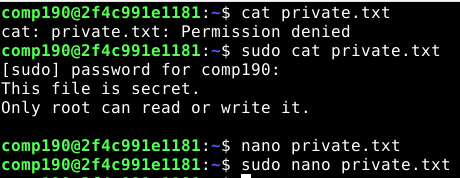 comp190@2f4c991e1181:~$ cat private.txt
cat: private.txt: Permission denied
comp190@2f4c991e1181:~$ sudo cat private.txt
[sudo] password for comp190:
This file is secret.
Only root can read or write it.
comp190@2f4c991e1181:~$ nano private.txt
comp190@2f4c991e1181:~$ sudo nano private.txt